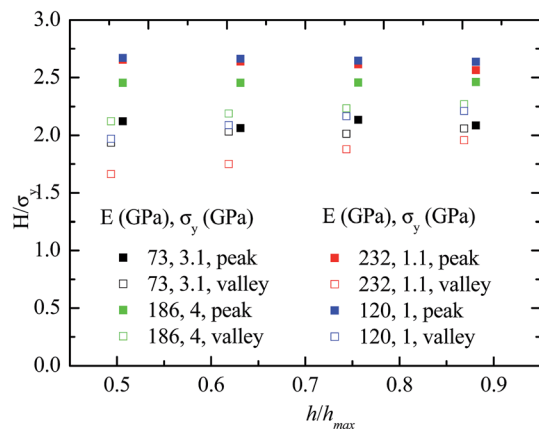 3.0
2.5
2.0
1.5
1.0
0.5
0.0
H/σy
E (GPa), σy (GPa)
73, 3.1, peak
73, 3.1, valley
186, 4, peak
186, 4, valley
E (GPa), σy (GPa)
232, 1.1, peak
232, 1.1, valley
120, 1, peak
120, 1, valley
0.5 0.6 0.7 0.8 0.9
h/hmax